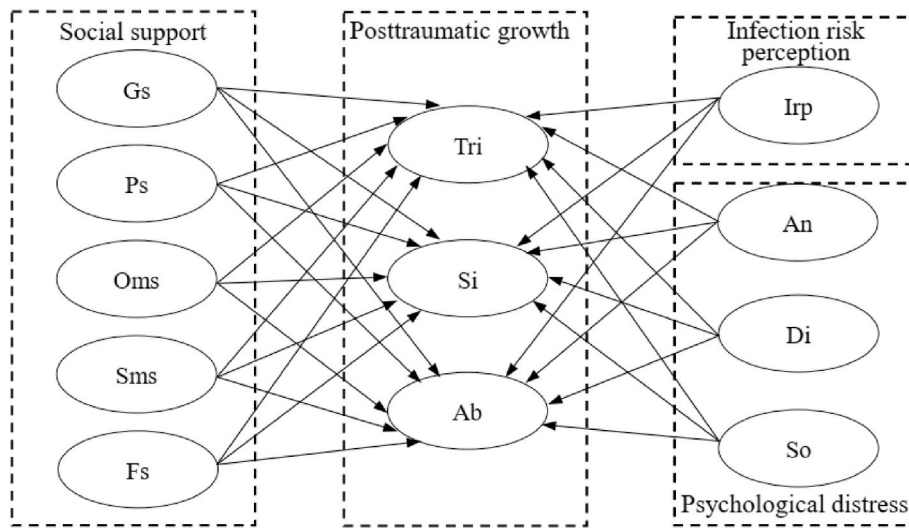 Social support
Gs
Ps
Oms
Sms
Fs
Posttraumatic growth
Tri
Si
Ab
Infection risk
perception
Irp
An
Di
So
Psychological distress